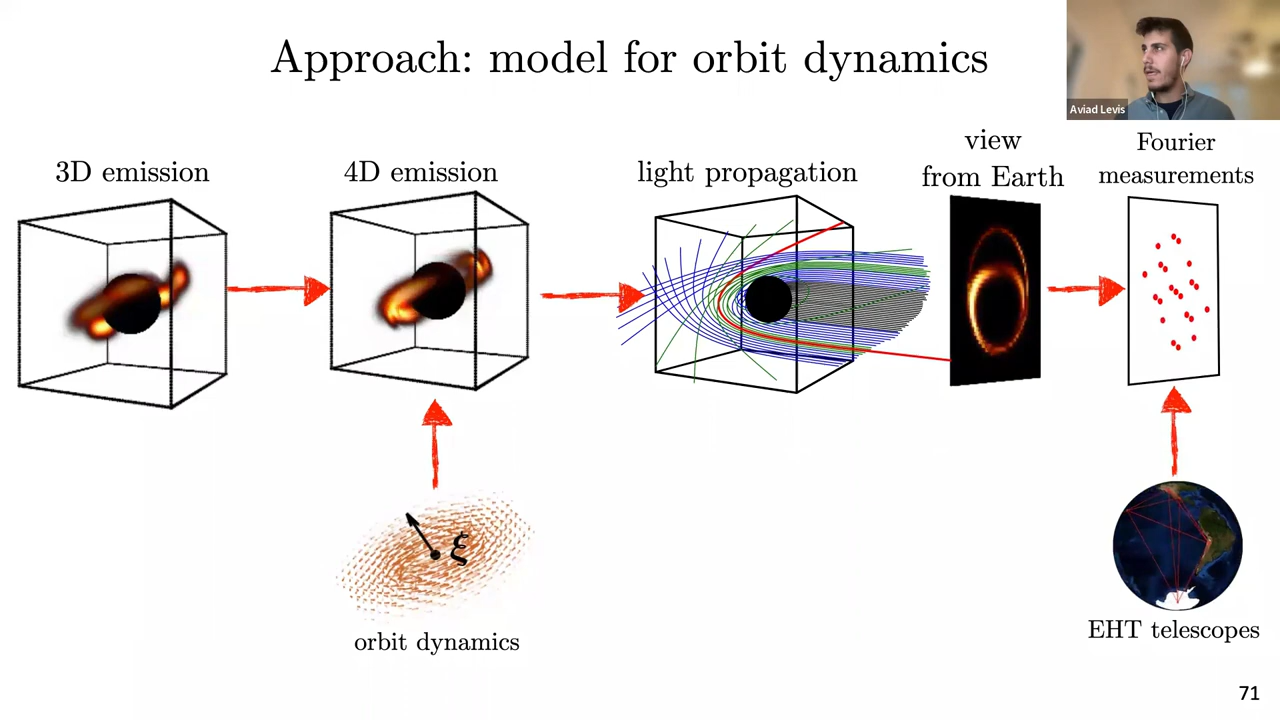 Approach: model for orbit dynamics
Aviad Levis
3D emission
4D emission
light propagation
view
from Earth
Fourier
measurements
ξ
orbit dynamics
EHT telescopes
71